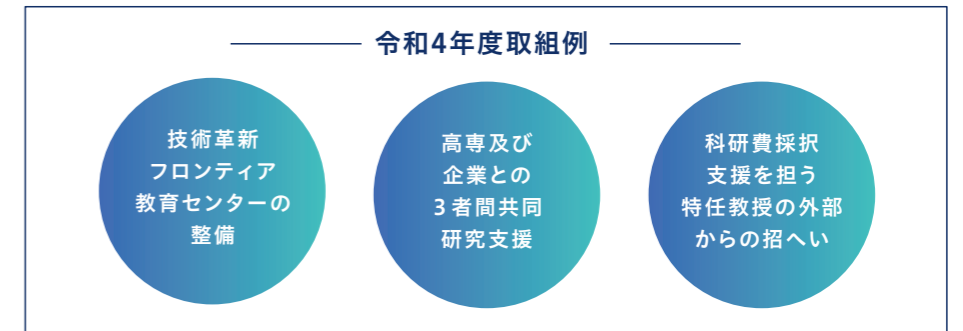 令和4年度取組例
技術革新
フロンティア
教育センターの
整備
高専及び
企業との
３者間共同
研究支援
科研費採択
支援を担う
特任教授の外部
からの招へい